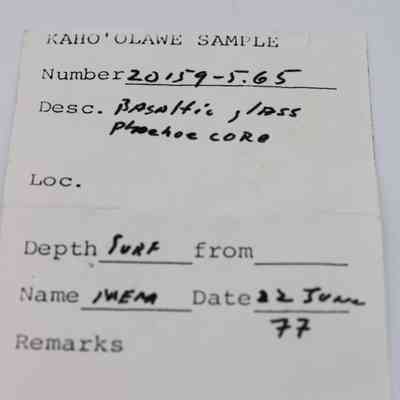 KAHO'OLAWE SAMPLE
Number 20159-5.65
Desc. Basaltic glass
pahoehoe core
Loc.
Depth Surf from
Name Date 22 June
77
Remarks